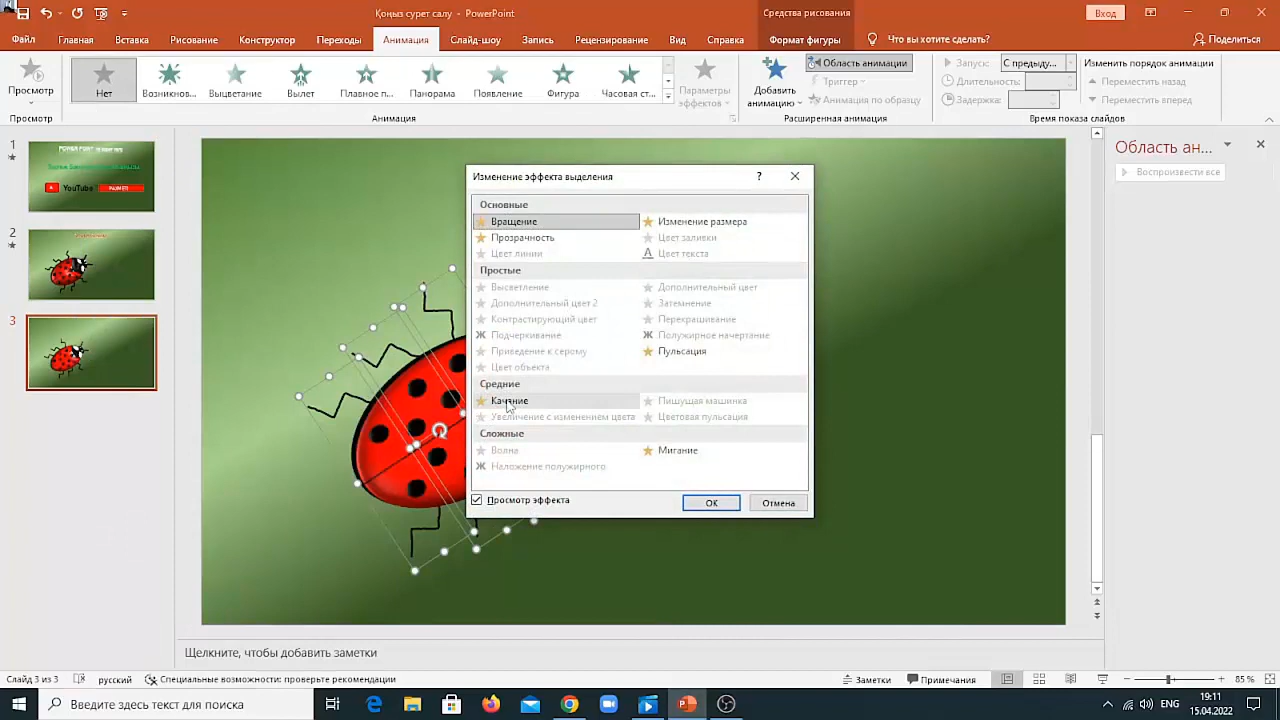 Қоңыз сурет салу - PowerPoint
Средства рисования
Вход
Файл Главная Вставка Рисование Конструктор Переходы Анимация Слайд-шоу Запись Рецензирование Вид Справка Формат фигуры Что вы хотите сделать? Поделиться
Просмотр
Нет Возникнов... Выцветание Вылет Плавное п... Панорама Появление Фигура Часовая ст...
Параметры эффектов
Добавить анимацию
Область анимации
Триггер
Анимация по образцу
Запуск: С предыду...
Длительность:
Задержка:
Изменить порядок анимации
Переместить назад
Переместить вперед
Просмотр Анимация Расширенная анимация Время показа слайдов
1
YouTube
2
3
Изменение эффекта выделения ?
Основные
Вращение Изменение размера
Прозрачность Цвет заливки
Цвет линии Цвет текста
Простые
Высветление Дополнительный цвет
Дополнительный цвет 2 Затемнение
Контрастирующий цвет Перекрашивание
Подчеркивание Полужирное начертание
Приведение к серому Пульсация
Цвет объекта
Средние
Качание Пишущая машинка
Увеличение с изменением цвета Цветовая пульсация
Сложные
Волна Мигание
Наложение полужирного
Просмотр эффекта
ОК Отмена
Область ан...
Воспроизвести все
Щелкните, чтобы добавить заметки
Слайд 3 из 3 русский Специальные возможности: проверьте рекомендации Заметки Примечания 85 %
Введите здесь текст для поиска
19:11
15.04.2022